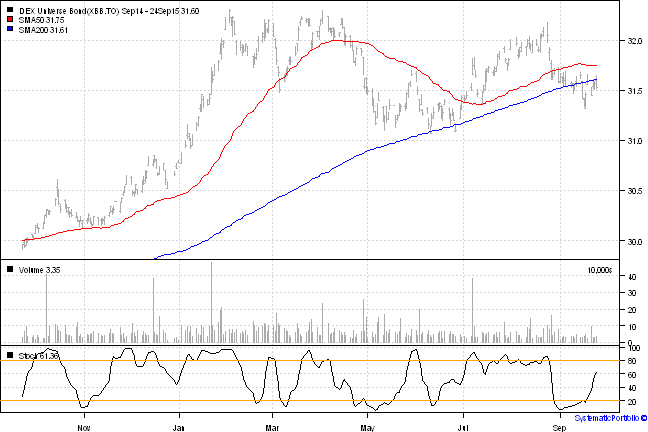 DEX Universe Bond(XBB.TO) Sep14 - 24Sep15 31.60
SMA50 31.75
SMA200 31.61
32.0
31.5
31.0
30.5
30.0
Volume 3.35
10,000s
40
30
20
10
0
Stoch 61.36
100
80
60
40
20
Nov Jan Mar May Jul Sep
SystematicPortfolio ©